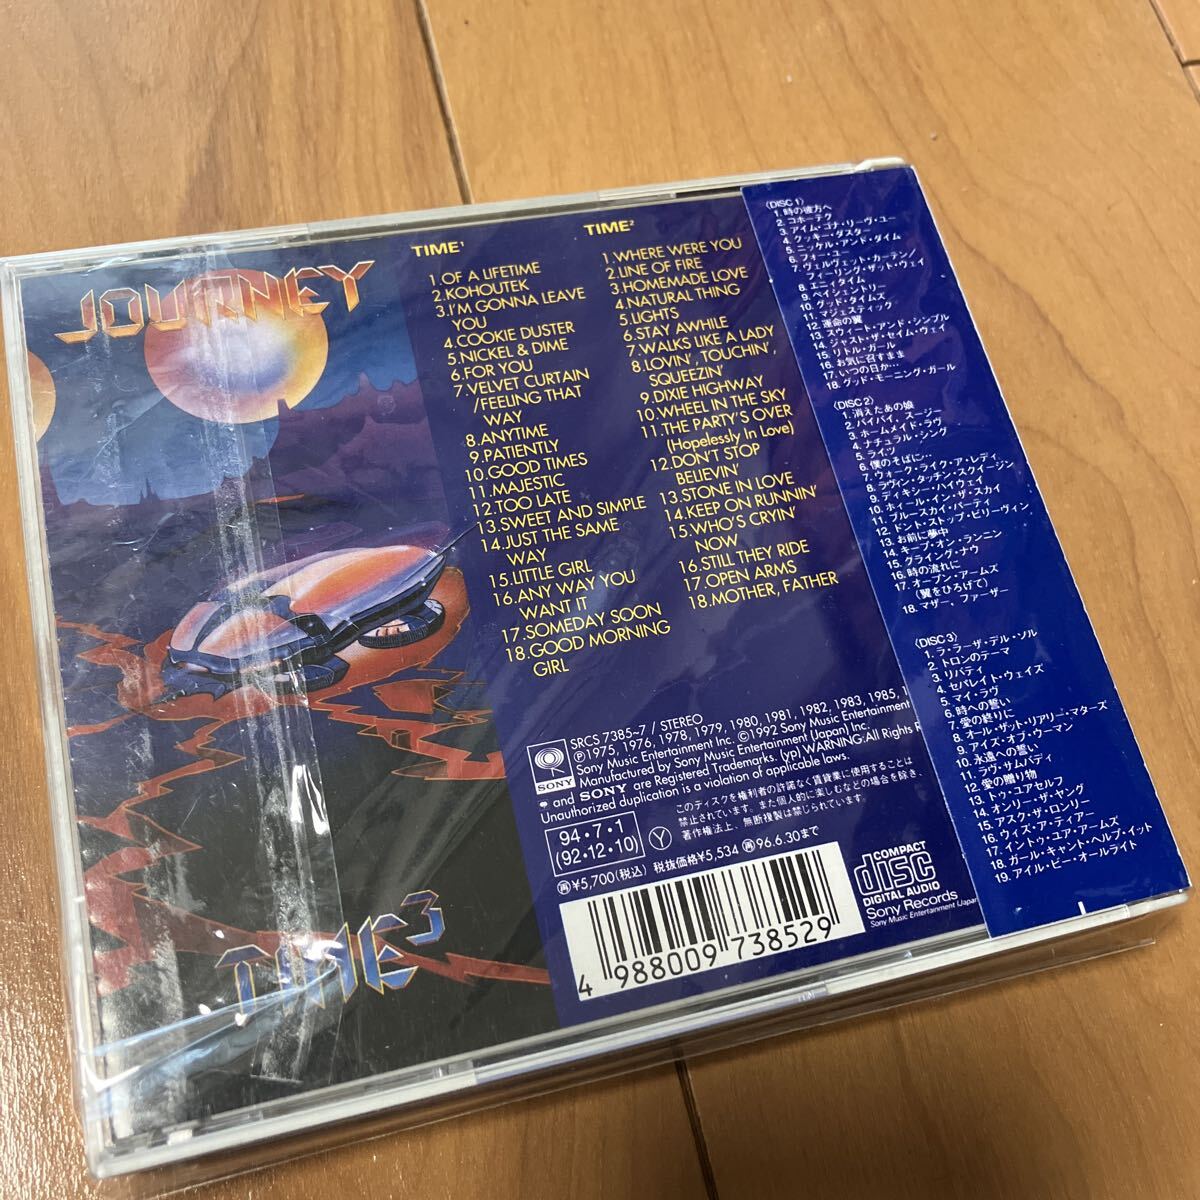 JOURNEY
TIME³
TIME¹
1.OF A LIFETIME
2.KOHOUTEK
3.I'M GONNA LEAVE
YOU
4.COOKIE DUSTER
5.NICKEL & DIME
6.FOR YOU
7.VELVET CURTAIN
/FEELING THAT
WAY
8.ANYTIME
9.PATIENTLY
10.GOOD TIMES
11.MAJESTIC
12.TOO LATE
13.SWEET AND SIMPLE
14.JUST THE SAME
WAY
15.LITTLE GIRL
16.ANY WAY YOU
WANT IT
17.SOMEDAY SOON
18.GOOD MORNING
GIRL
TIME²
1.WHERE WERE YOU
2.LINE OF FIRE
3.HOMEMADE LOVE
4.NATURAL THING
5.LIGHTS
6.STAY AWHILE
7.WALKS LIKE A LADY
8.LOVIN', TOUCHIN',
SQUEEZIN'
9.DIXIE HIGHWAY
10.WHEEL IN THE SKY
11.THE PARTY'S OVER
(Hopelessly In Love)
12.DON'T STOP
BELIEVIN'
13.STONE IN LOVE
14.KEEP ON RUNNIN'
15.WHO'S CRYIN'
NOW
16.STILL THEY RIDE
17.OPEN ARMS
18.MOTHER, FATHER
SONY
SRCS 7385~7 / STEREO
Ⓟ1975, 1976, 1978, 1979, 1980, 1981, 1982, 1983, 1985, 1
Sony Music Entertainment Inc. ©1992 Sony Music Entertainment
Manufactured by Sony Music Entertainment (Japan) Inc.
and SONY are Registered Trademarks. (yp) WARNING:All R
Unauthorized duplication is a violation of applicable laws.
94・7・1
(92・12・10)
Y
このディスクを権利者の許諾なく賃貸業に使用することは
禁止されています。また個人的に楽しむなどの場合を除き、
著作権法上、無断複製は禁じられています。
再¥5,700(税込) 税抜価格¥5,534 再96.6.30まで
4 988009 738529
COMPACT
disc
DIGITAL AUDIO
Sony Records
Sony Music Entertainment (Japan
〈DISC 1〉
1. 時の彼方へ
2. コホーテク
3. アイム・ゴナ・リーヴ・ユー
4. クッキー・ダスター
5. ニッケル・アンド・ダイム
6. フォー・ユー
7. ヴェルヴェット・カーテン／
フィーリング・ザット・ウェイ
8. エニィタイム
9. ペイシェントリー
10. グッド・タイムズ
11. マジェスティック
12. 運命の翼
13. スウィート・アンド・シンプル
14. ジャスト・ザ・セイム・ウェイ
15. リトル・ガール
16. お気に召すまま
17. いつの日か…
18. グッド・モーニング・ガール
〈DISC 2〉
1. 消えたあの娘
2. バイバイ、スージー
3. ホームメイド・ラヴ
4. ナチュラル・シング
5. ライツ
6. 僕のそばに…
7. ウォーク・ライク・ア・レディ
8. ラヴィン・タッチン・スクイージン
9. ディキシー・ハイウェイ
10. ホィール・イン・ザ・スカイ
11. ブルースカイ・パーティ
12. ドント・ストップ・ビリーヴィン
13. お前に夢中
14. キープ・オン・ランニン
15. クライング・ナウ
16. 時の流れに
17. オープン・アームズ
（翼をひろげて）
18. マザー、ファーザー
〈DISC 3〉
1. ラ・ラーザ・デル・ソル
2. トロンのテーマ
3. リバティ
4. セパレイト・ウェイズ
5. マイ・ラヴ
6. 時への誓い
7. 愛の終りに
8. オール・ザット・リアリー・マターズ
9. アイズ・オブ・ウーマン
10. 永遠への誓い
11. ラヴ・サムバディ
12. 愛の贈り物
13. トゥ・ユアセルフ
14. オンリー・ザ・ヤング
15. アスク・ザ・ロンリー
16. ウィズ・ア・ティアー
17. イントゥ・ユア・アームズ
18. ガール・キャント・ヘルプ・イット
19. アイル・ビー・オールライト